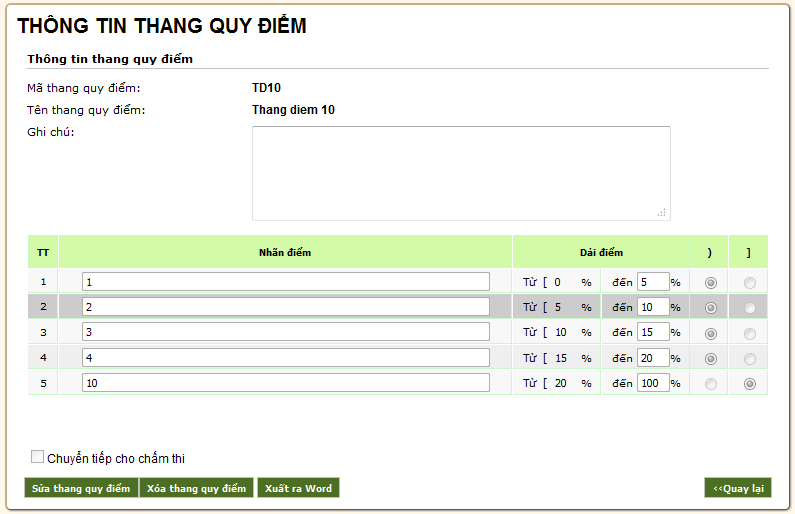 THÔNG TIN THANG QUY ĐIỂM
Thông tin thang quy điểm
Mã thang quy điểm: TD10
Tên thang quy điểm: Thang diem 10
Ghi chú:
TT Nhãn điểm Dải điểm ) ]
1 1 Từ [ 0 % đến 5 %
2 2 Từ [ 5 % đến 10 %
3 3 Từ [ 10 % đến 15 %
4 4 Từ [ 15 % đến 20 %
5 10 Từ [ 20 % đến 100 %
Chuyển tiếp cho chấm thi
Sửa thang quy điểm Xóa thang quy điểm Xuất ra Word <<Quay lại